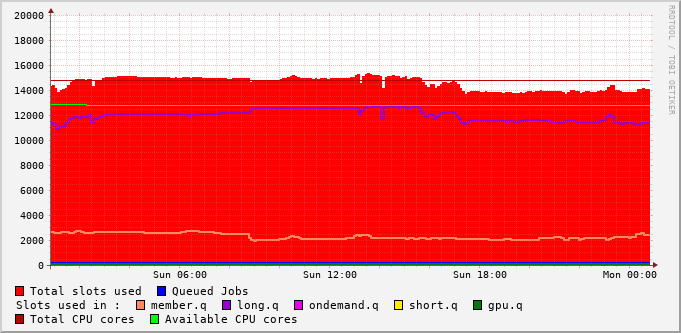 20000
18000
16000
14000
12000
10000
8000
6000
4000
2000
0
Sun 06:00 Sun 12:00 Sun 18:00 Mon 00:00
RRDTOOL / TOBI OETIKER
Total slots used Queued Jobs
Slots used in : member.q long.q ondemand.q short.q gpu.q
Total CPU cores Available CPU cores